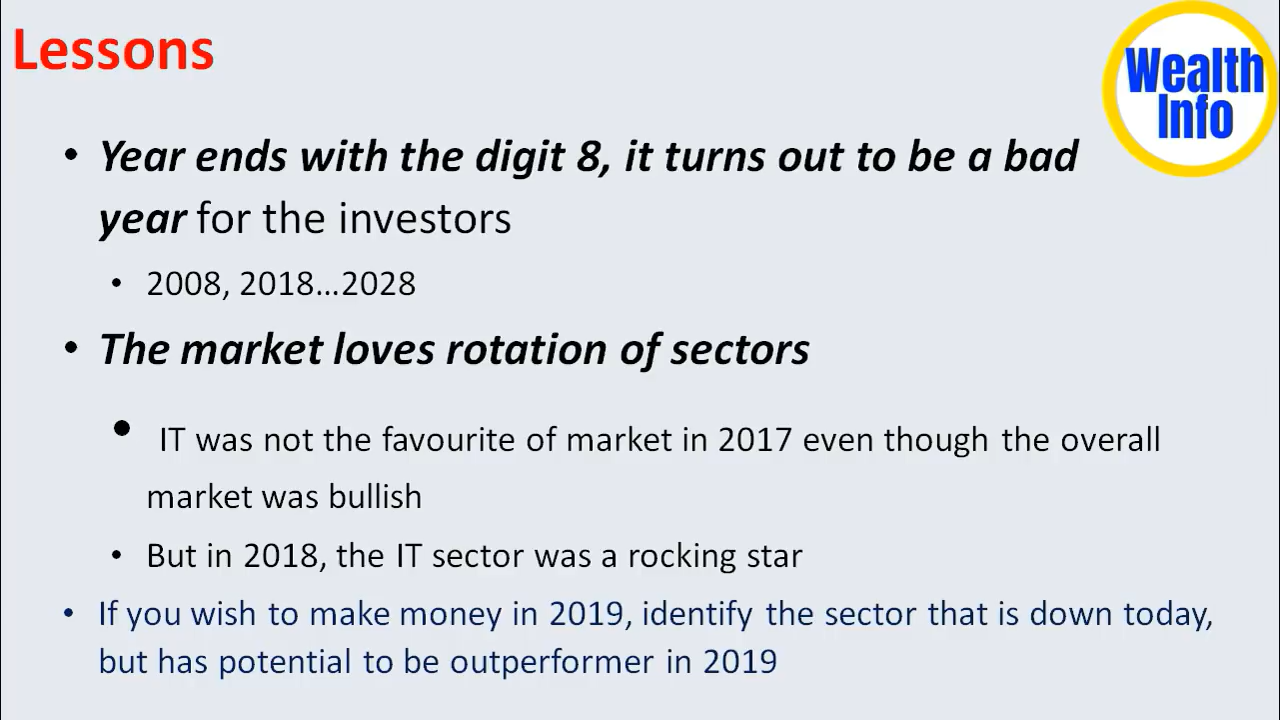 Lessons
Wealth
Info
• Year ends with the digit 8, it turns out to be a bad
year for the investors
• 2008, 2018...2028
• The market loves rotation of sectors
• IT was not the favourite of market in 2017 even though the overall
market was bullish
• But in 2018, the IT sector was a rocking star
• If you wish to make money in 2019, identify the sector that is down today,
but has potential to be outperformer in 2019